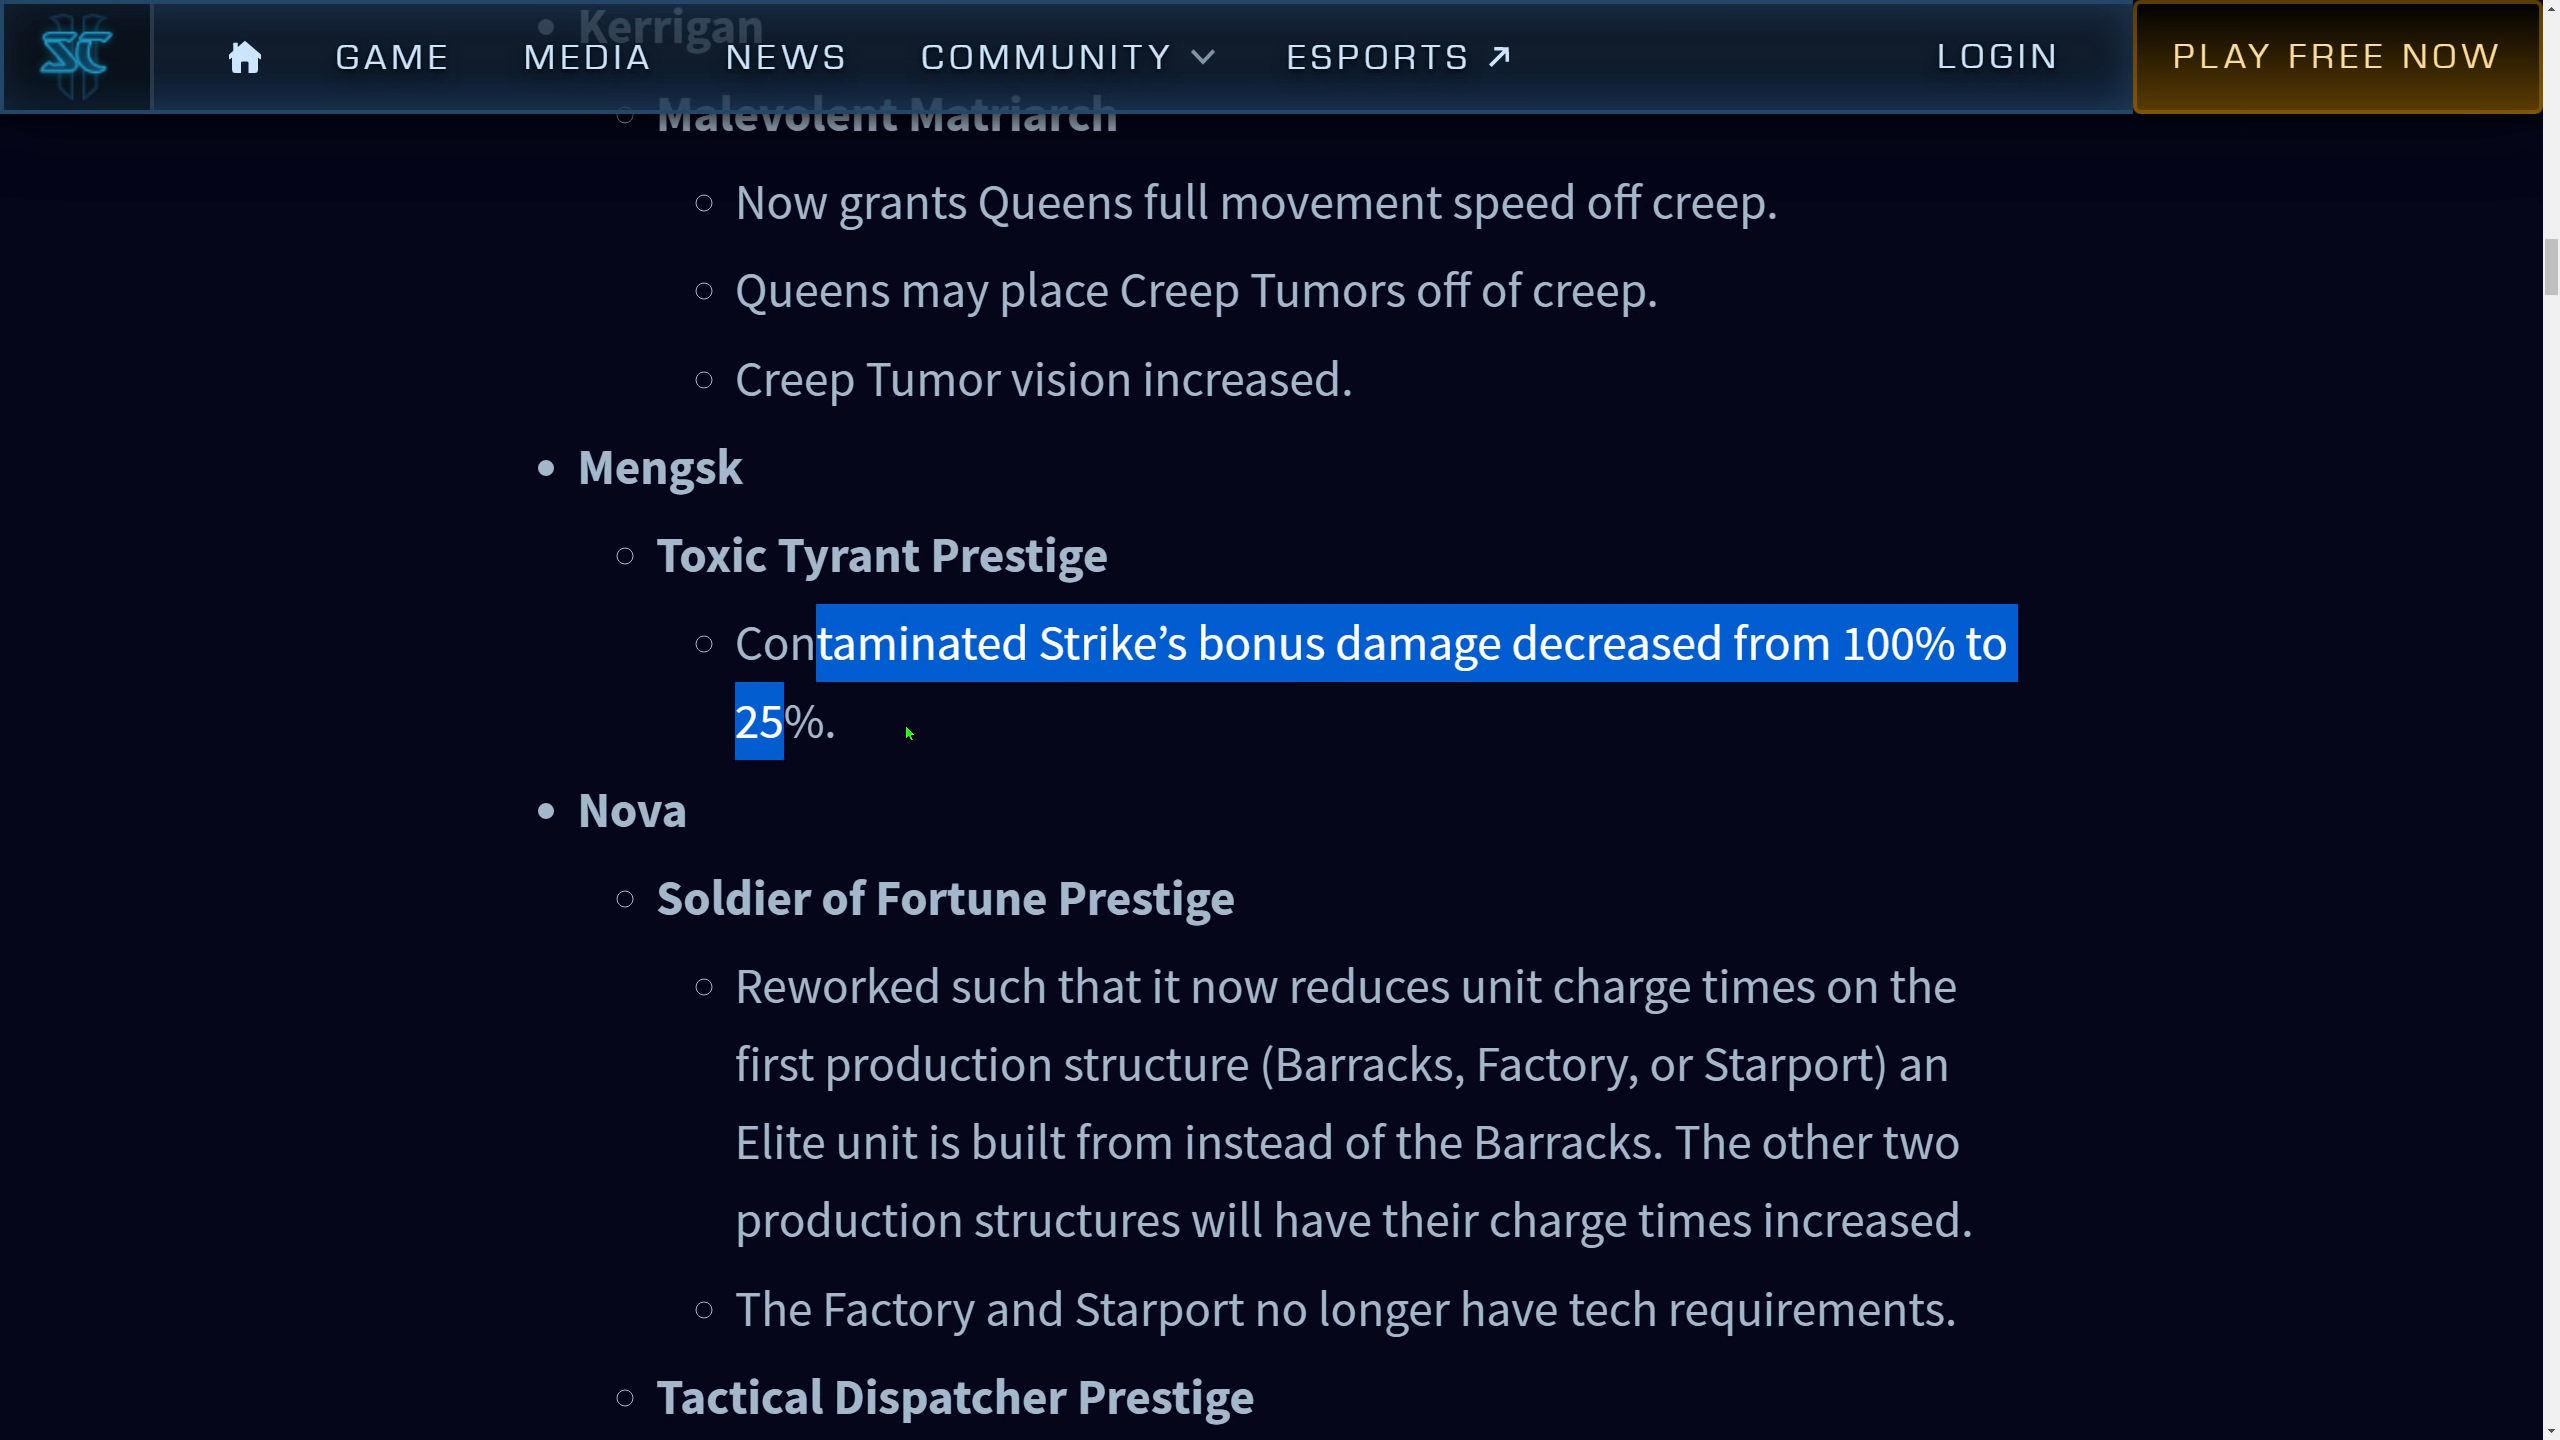 Kerrigan
SC
GAME MEDIA NEWS COMMUNITY ESPORTS LOGIN PLAY FREE NOW
Malevolent Matriarch
Now grants Queens full movement speed off creep.
Queens may place Creep Tumors off of creep.
Creep Tumor vision increased.
Mengsk
Toxic Tyrant Prestige
Contaminated Strike’s bonus damage decreased from 100% to
25%.
Nova
Soldier of Fortune Prestige
Reworked such that it now reduces unit charge times on the
first production structure (Barracks, Factory, or Starport) an
Elite unit is built from instead of the Barracks. The other two
production structures will have their charge times increased.
The Factory and Starport no longer have tech requirements.
Tactical Dispatcher Prestige